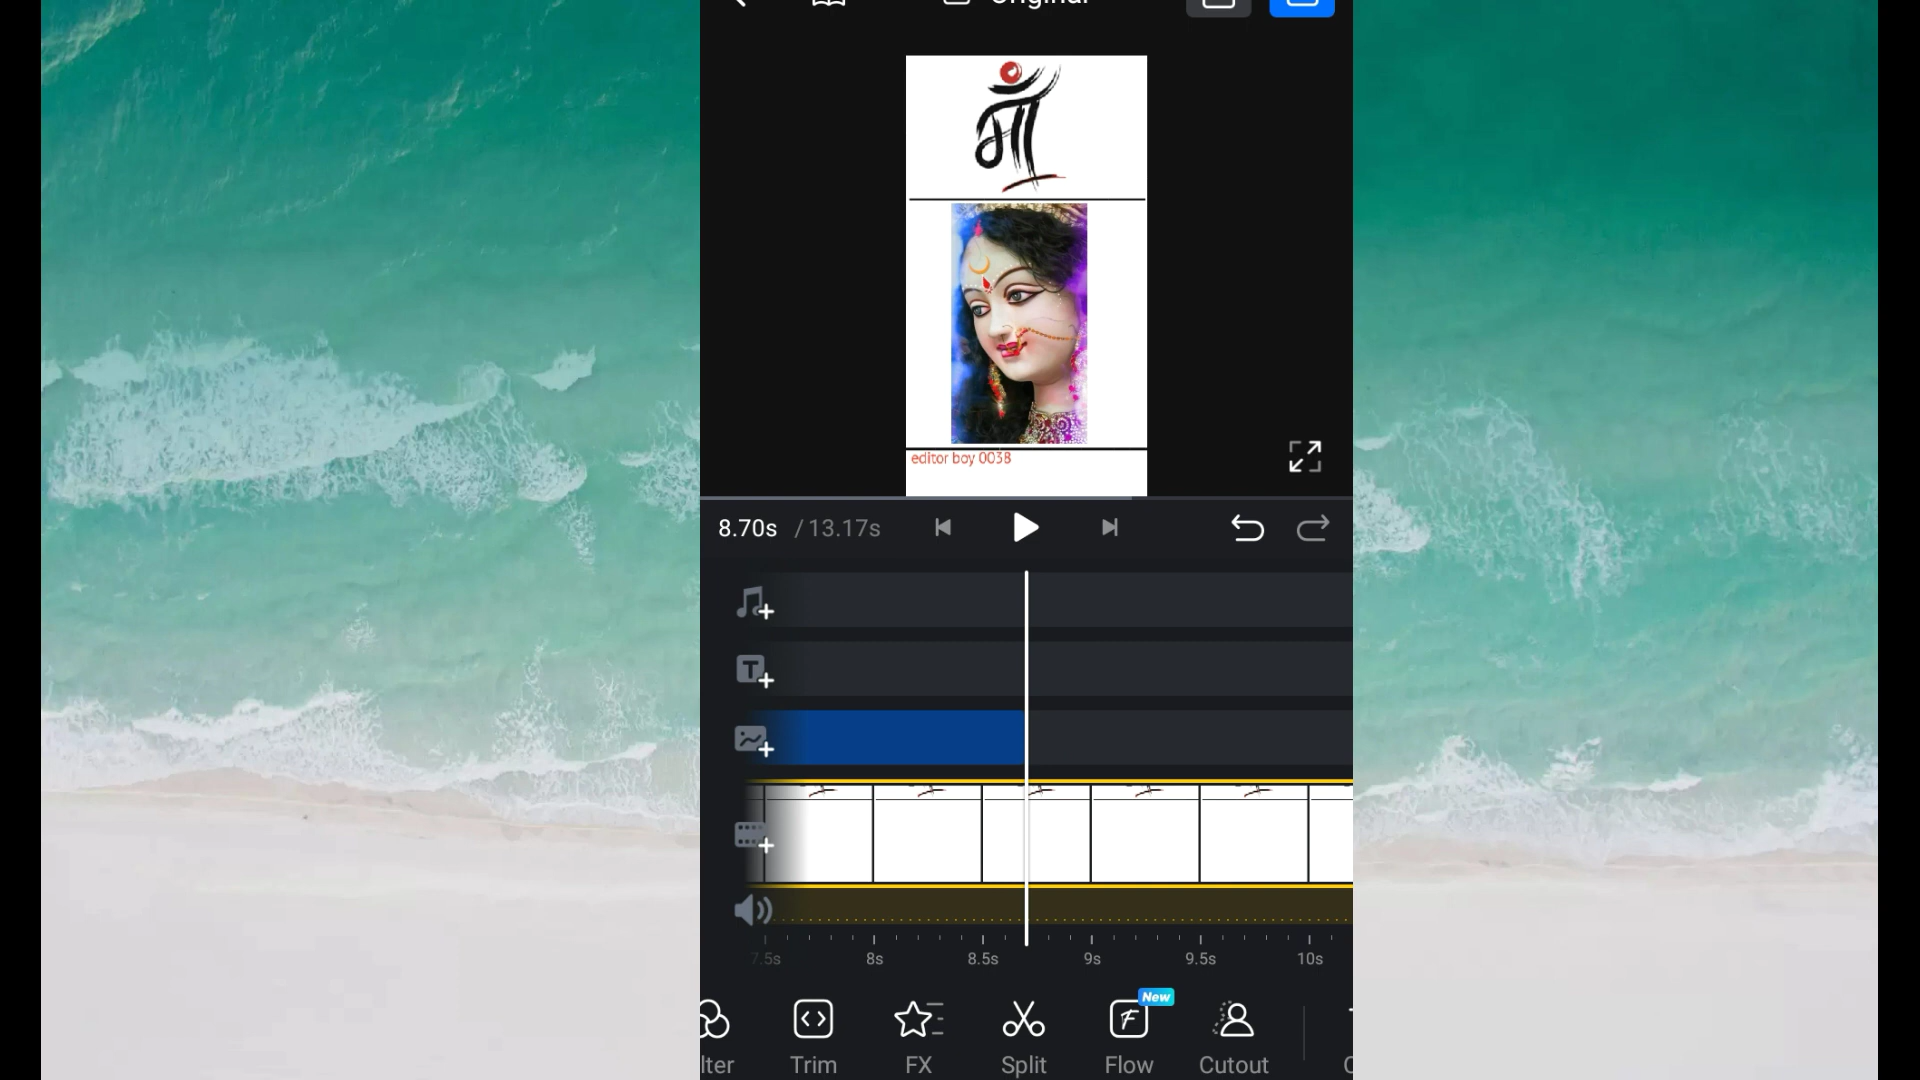 Original
माँ
editor boy 0038
8.70s / 13.17s
7.5s 8s 8.5s 9s 9.5s 10s
New
lter Trim FX Split Flow Cutout